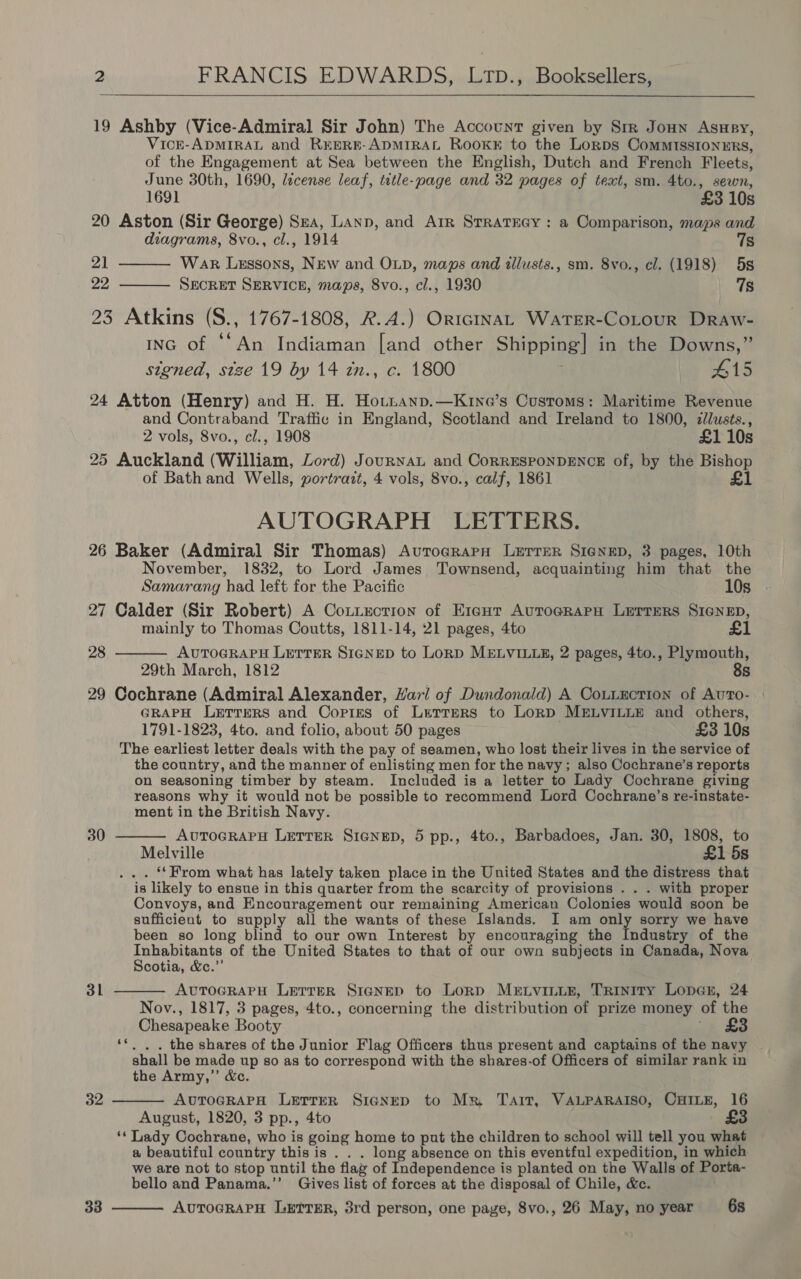 2 FRANCIS EDWARDS, LTD., Booksellers,
19 Ashby (Vice-Admiral Sir John) The Account given by Sir John Ashby,
Vice-Admiral and Reere-Admiral Rooke to the Lords Commissioners,
of the Engagement at Sea between the English, Dutch and French Fleets,
June 30th, 1690, license leaf, title-page and 32 pages of text, sm. 4to., sewn,
1691 £3 10s
20 Aston (Sir George) Sea, Land, and Air Strategy : a Comparison, maps and
diagrams, 8vo., cl., 1914 7s
21 ——— War Lessons, New and Old, maps and illusts., sm. 8vo., cl. (1918) 5s
22 ——— Secret Service, maps, 8vo., cl., 1930 7s
23 Atkins (S., 1767-1808, R.A.) Original Water-Colour Draw-
ing of “An Indiaman [and other Shipping] in the Downs,”
signed, size 19 by 14 in., c. 1800 £15
24 Atton (Henry) and H. H. Holland.—King's Customs: Maritime Revenue
and Contraband Traffic in England, Scotland and Ireland to 1800, illusts.,
2 vols, 8vo., cl., 1908 £1 10s
25 Auckland (William, Lord) Journal and Correspondence of, by the Bishop
of Bath and Wells, portrait, 4 vols, 8vo., calf, 1861 £1
AUTOGRAPH LETTERS.
26 Baker (Admiral Sir Thomas) Autograph Letter Signed, 3 pages, 10th
November, 1832, to Lord James Townsend, acquainting him that the
Samarang had left for the Pacific 10s
27 Calder (Sir Robert) A Collection of Eight Autograph Letters Signed,
mainly to Thomas Coutts, 1811-14, 21 pages, 4to £1
28 ——— Autograph Letter Signed to Lord Melville, 2 pages, 4to., Plymouth,
29th March, 1812 8s
29 Cochrane (Admiral Alexander, Earl of Dundonald) A Collection of Auto-
graph Letters and Copies of Letters to Lord Melville and others,
1791-1823, 4to. and folio, about 50 pages £3 10s
The earliest letter deals with the pay of seamen, who lost their lives in the service of
the country, and the manner of enlisting men for the navy ; also Cochrane's reports
on seasoning timber by steam. Included is a letter to Lady Cochrane giving
reasons why it would not be possible to recommend Lord Cochrane's re-instate-
ment in the British Navy.
30 ——— Autograph Letter Signed, 5 pp., 4to., Barbadoes, Jan. 30, 1808, to
Melville £1 5s
. . . “From what has lately taken place in the United States and the distress that
is likely to ensue in this quarter from the scarcity of provisions . . . with proper
Convoys, and Encouragement our remaining American Colonies would soon be
sufficient to supply all the wants of these Islands. I am only sorry we have
been so long blind to our own Interest by encouraging the Industry of the
Inhabitants of the United States to that of our own subjects in Canada, Nova
Scotia, &c.”
31 ——— Autograph Letter Signed to Lord Melville, Trinity Lodge, 24
Nov., 1817, 3 pages, 4to., concerning the distribution of prize money of the
Chesapeake Booty £3
“. . . the shares of the Junior Flag Officers thus present and captains of the navy
shall be made up so as to correspond with the shares-of Officers of similar rank in
the Army,” &c.
32 ——— Autograph Letter Signed to Mr. Tait, Valparaiso, Chile, 16
August, 1820, 3 pp., 4to £3
“Lady Cochrane, who is going home to put the children to school will tell you what
a beautiful country this is . . . long absence on this eventful expedition, in which
we are not to stop until the flag of Independence is planted on the Walls of Porta-
bello and Panama.” Gives list of forces at the disposal of Chile, &c.
33 ——— Autograph Letter, 3rd person, one page, 8vo., 26 May, no year 6s